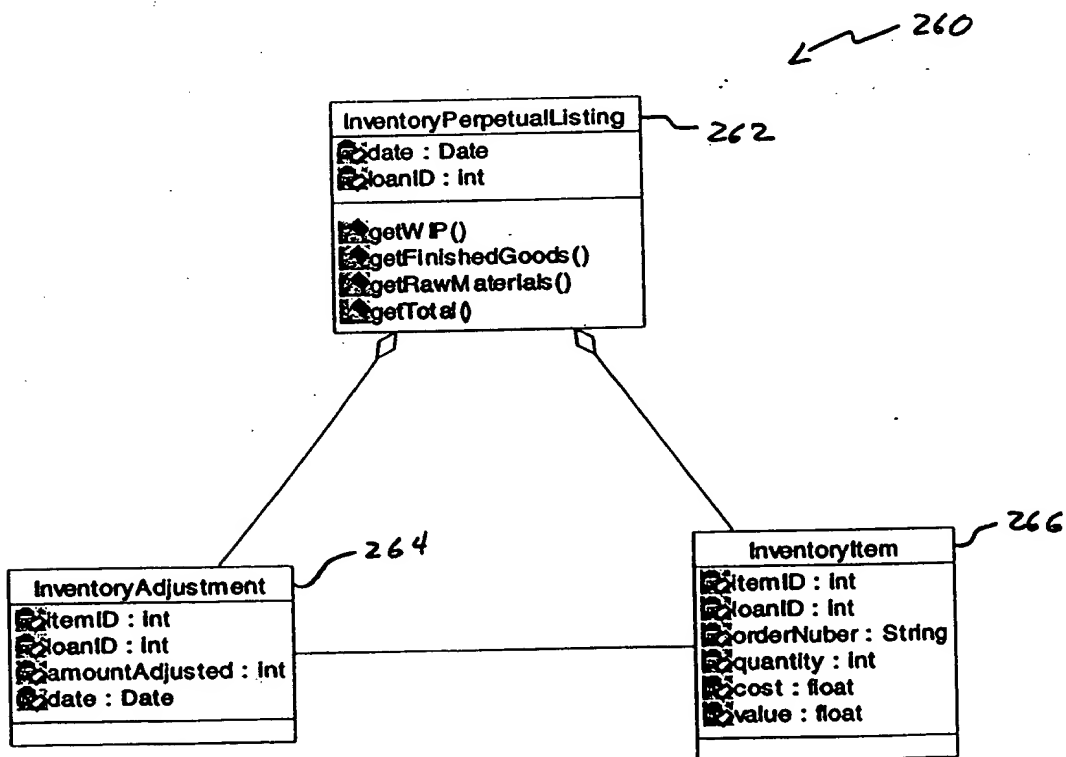 260
InventoryPerpetualListing
262
date : Date
loanID : int
getWIP()
getFinishedGoods()
getRawMaterials()
getTotal()
264
InventoryAdjustment
itemID : int
loanID : int
amountAdjusted : int
date : Date
266
InventoryItem
itemID : int
loanID : int
orderNuber : String
quantity : int
cost : float
value : float